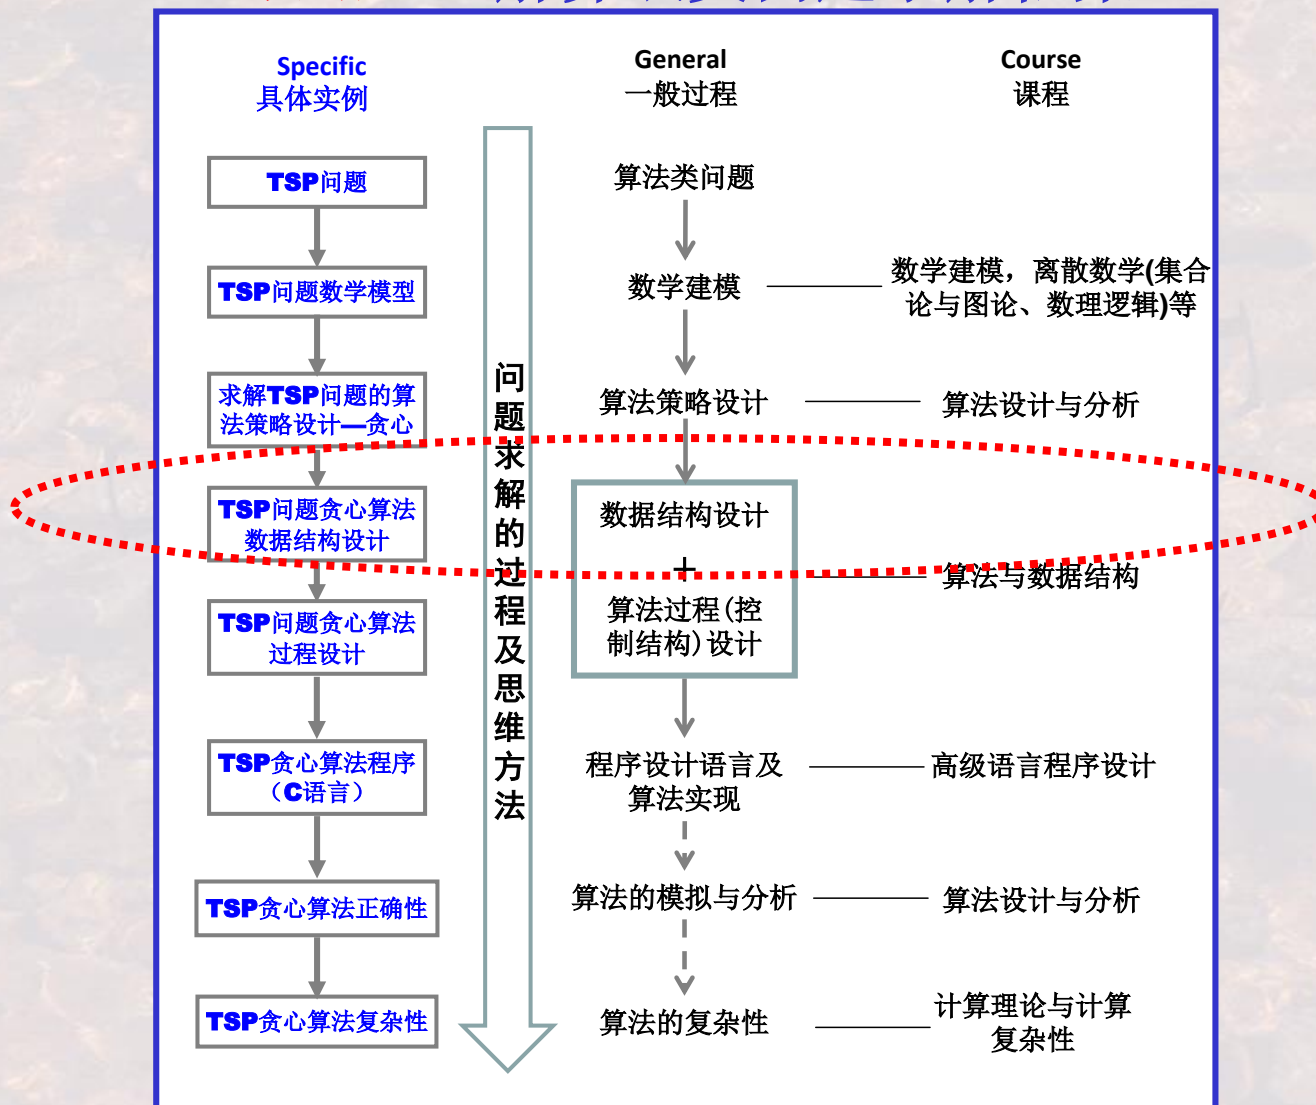 Specific
具体实例
General
一般过程
Course
课程
TSP问题
算法类问题
TSP问题数学模型
数学建模
数学建模，离散数学(集合
论与图论、数理逻辑)等
求解TSP问题的算
法策略设计—贪心
算法策略设计
算法设计与分析
TSP问题贪心算法
数据结构设计
数据结构设计
+
算法过程(控
制结构)设计
算法与数据结构
TSP问题贪心算法
过程设计
TSP贪心算法程序
（C语言）
程序设计语言及
算法实现
高级语言程序设计
TSP贪心算法正确性
算法的模拟与分析
算法设计与分析
TSP贪心算法复杂性
算法的复杂性
计算理论与计算
复杂性
问题求解的过程及思维方法